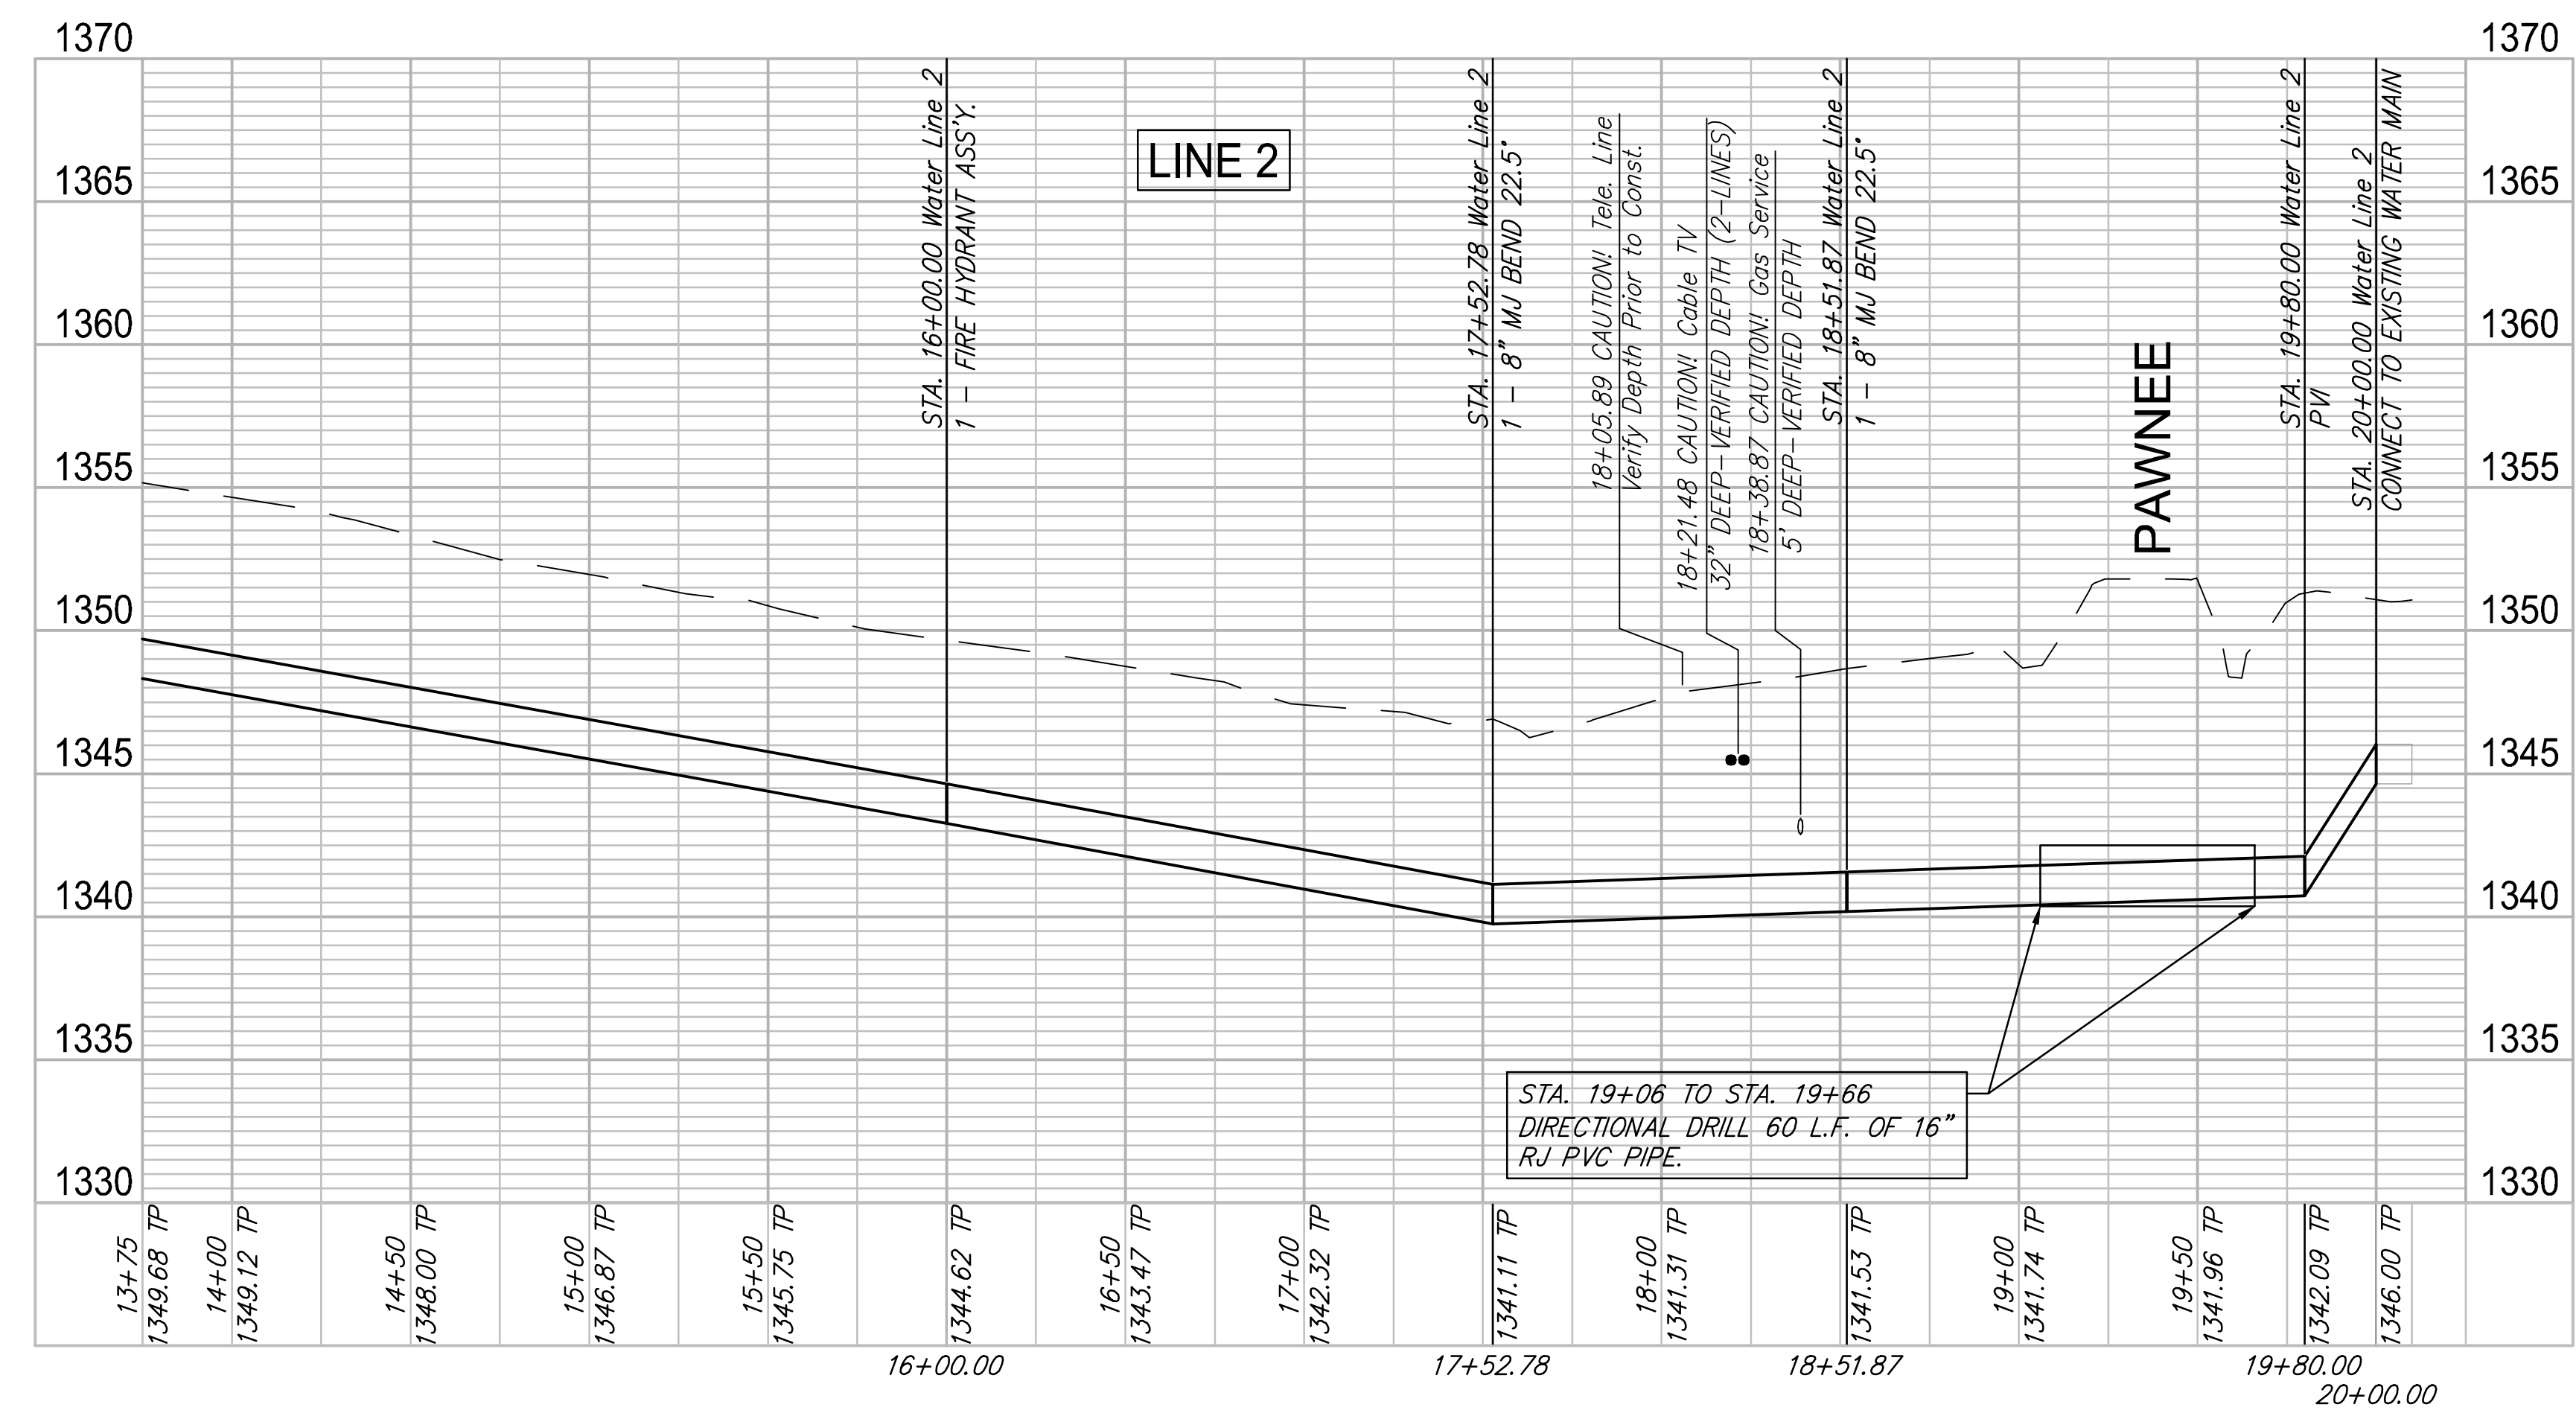 1370
1370
1365
1365
1360
1360
1355
1355
1350
1350
1345
1345
1340
1340
1335
1335
1330
1330
LINE 2
STA. 16+00.00 Water Line 2
1 - FIRE HYDRANT ASS'Y.
STA. 17+52.78 Water Line 2
1 - 8" MJ BEND 22.5°
18+05.89 CAUTION! Tele. Line
Verify Depth Prior to Const.
18+21.48 CAUTION! Cable TV
32" DEEP-VERIFIED DEPTH (2-LINES)
18+38.87 CAUTION! Gas Service
5' DEEP-VERIFIED DEPTH
STA. 18+51.87 Water Line 2
1 - 8" MJ BEND 22.5°
PAWNEE
STA. 19+80.00 Water Line 2
PVI
STA. 20+00.00 Water Line 2
CONNECT TO EXISTING WATER MAIN
STA. 19+06 TO STA. 19+66
DIRECTIONAL DRILL 60 L.F. OF 16"
RJ PVC PIPE.
13+75
1349.68 TP
14+00
1349.12 TP
14+50
1348.00 TP
15+00
1346.87 TP
15+50
1345.75 TP
1344.62 TP
16+50
1343.47 TP
17+00
1342.32 TP
1341.11 TP
18+00
1341.31 TP
1341.53 TP
19+00
1341.74 TP
19+50
1341.96 TP
1342.09 TP
1346.00 TP
16+00.00
17+52.78
18+51.87
19+80.00
20+00.00